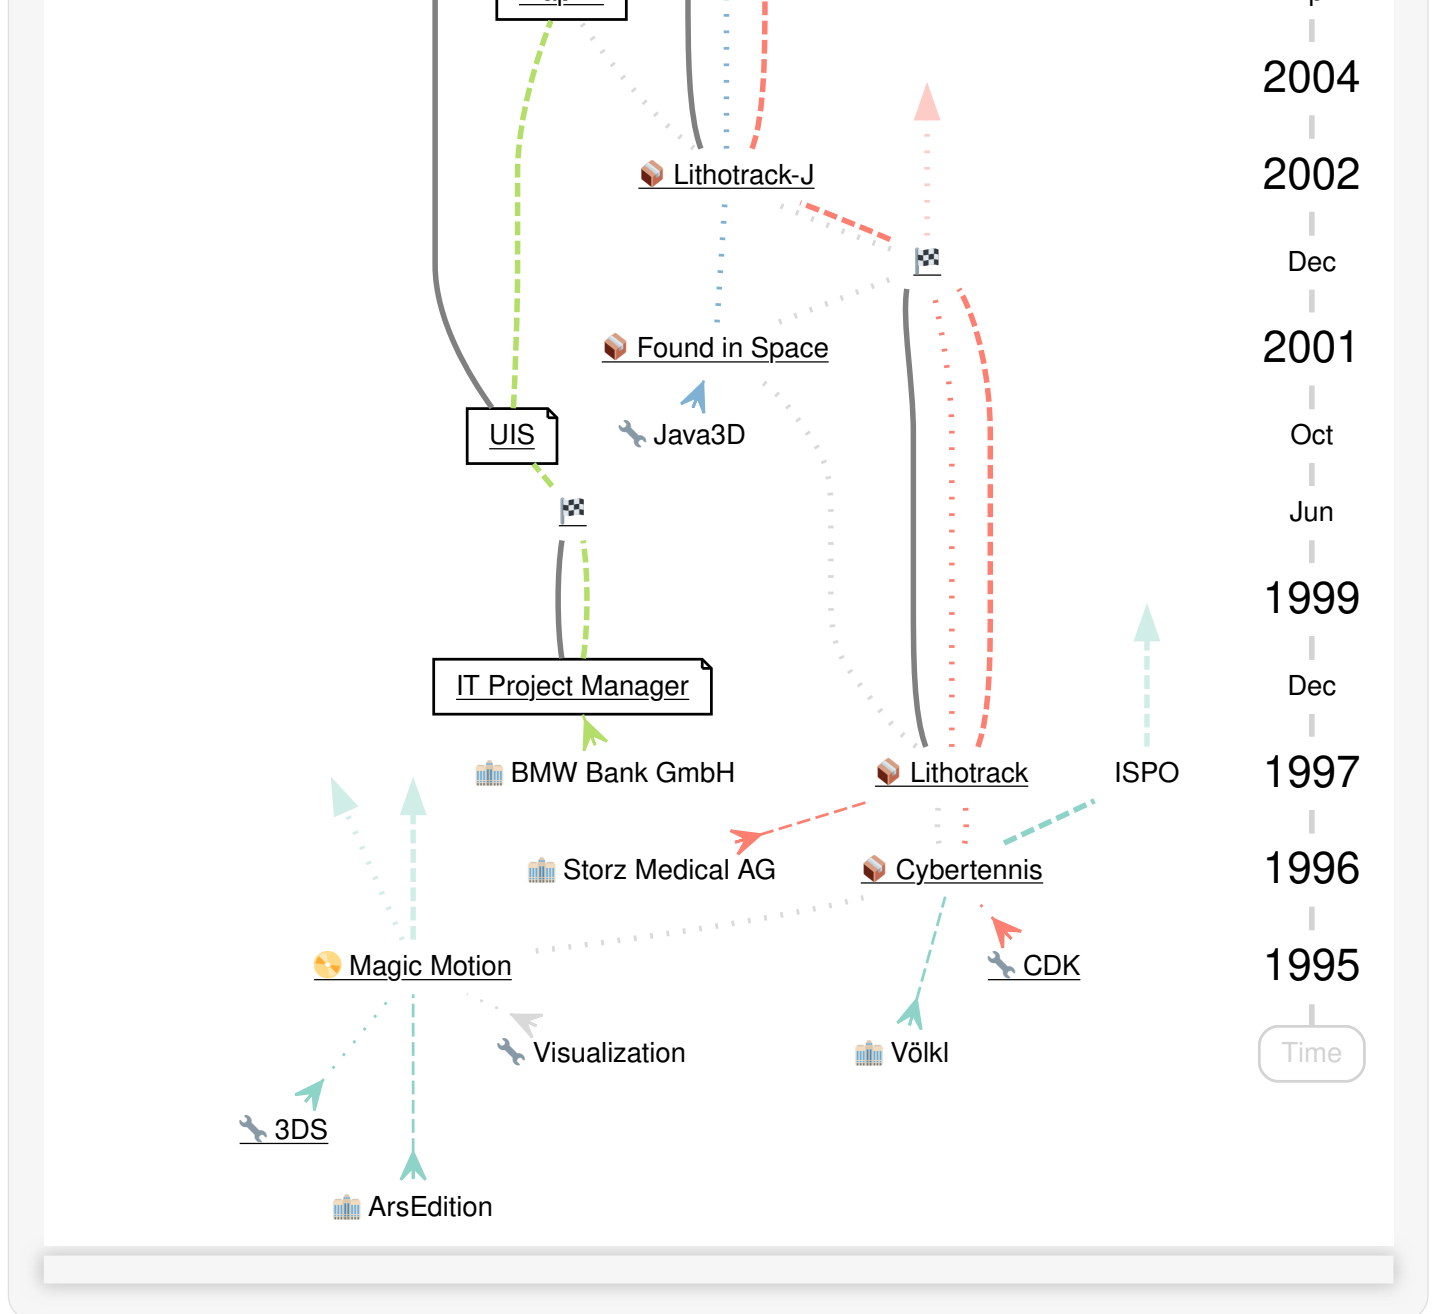 2004
Lithotrack-J
2002
Dec
Found in Space
2001
UIS
Java3D
Oct
Jun
1999
IT Project Manager
Dec
BMW Bank GmbH
Lithotrack
ISPO
1997
Storz Medical AG
Cybertennis
1996
Magic Motion
CDK
1995
Visualization
Völkl
Time
3DS
ArsEdition